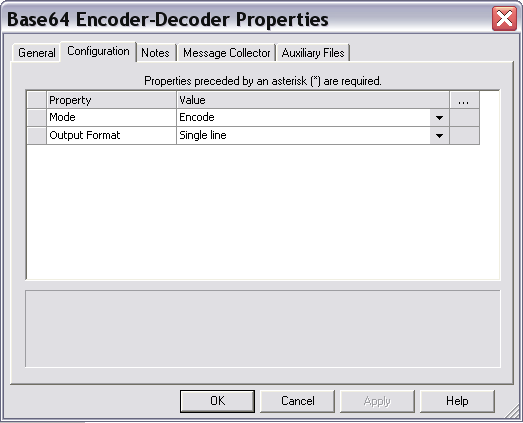 Base64 Encoder-Decoder Properties
General Configuration Notes Message Collector Auxiliary Files
Properties preceded by an asterisk (*) are required.
Property Value ...
Mode Encode
Output Format Single line
OK Cancel Apply Help